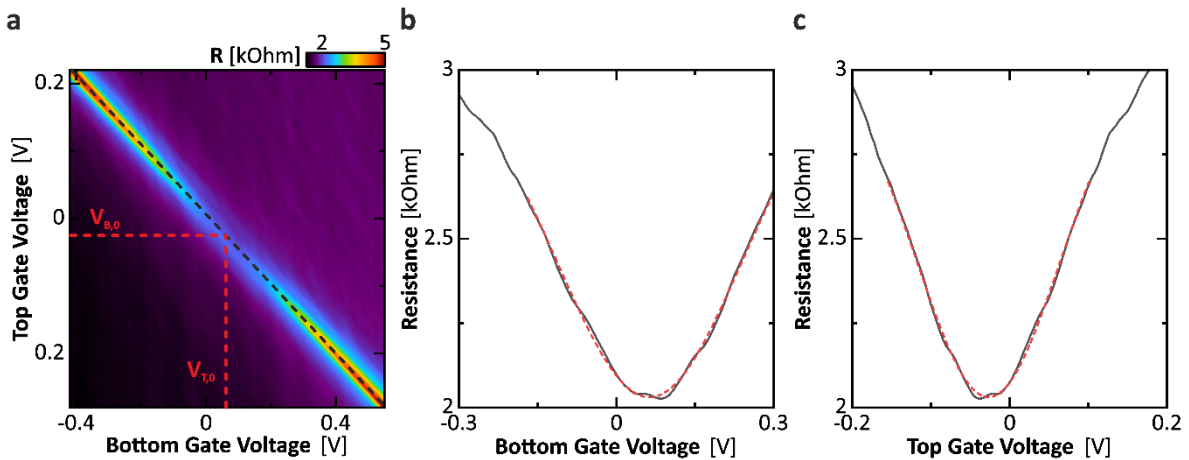 a
R [kOhm]
2
5
0.2
0
0.2
Top Gate Voltage [V]
V_B,0
V_T,0
-0.4
0
0.4
Bottom Gate Voltage [V]
b
3
2.5
2
Resistance [kOhm]
-0.3
0
0.3
Bottom Gate Voltage [V]
c
3
2.5
2
Resistance [kOhm]
-0.2
0
0.2
Top Gate Voltage [V]